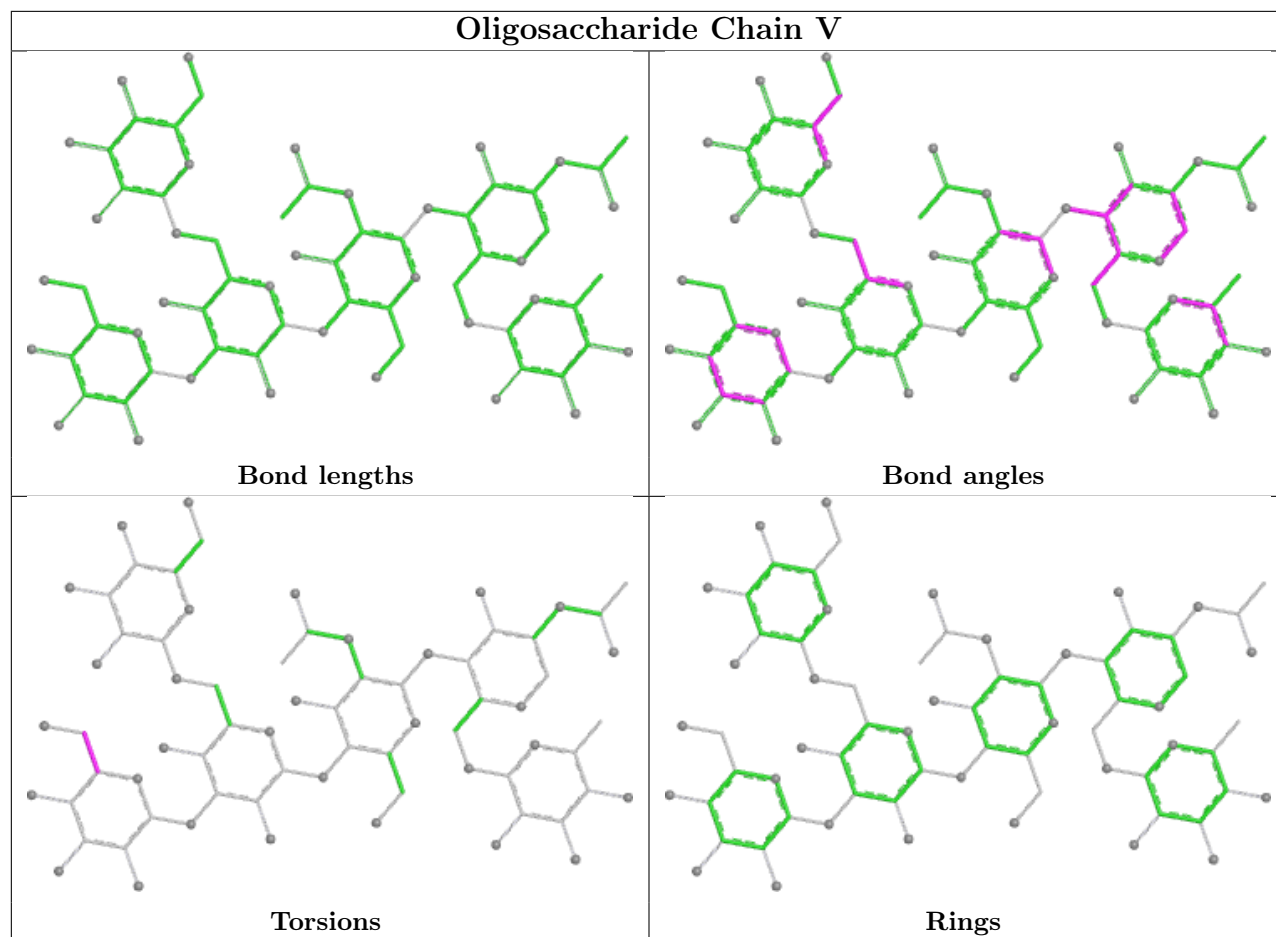 Oligosaccharide Chain V
Bond lengths
Bond angles
Torsions
Rings